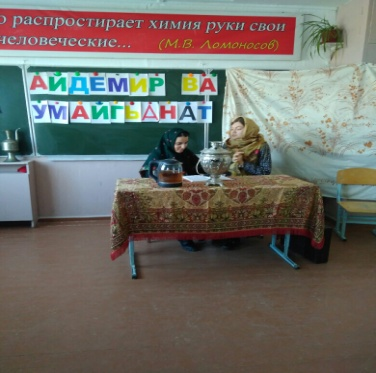 о распростирает химия руки свои
человеческие...
(М.В. Ломоносов)
АЙДЕМИР ВА
УМАЙГЬАНАТ